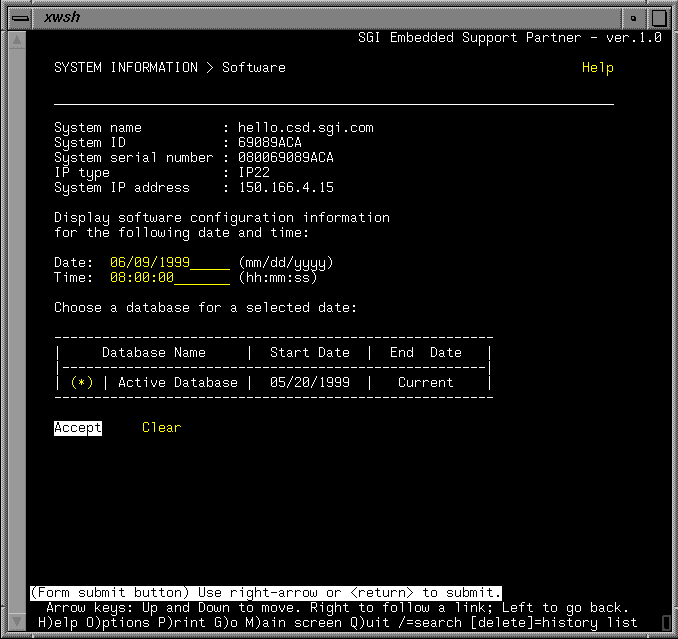 xwsh
SGI Embedded Support Partner - ver.1.0
SYSTEM INFORMATION > Software Help
System name : hello.csd.sgi.com
System ID : 69089ACA
System serial number : 080069089ACA
IP type : IP22
System IP address : 150.166.4.15
Display software configuration information
for the following date and time:
Date: 06/09/1999_____ (mm/dd/yyyy)
Time: 08:00:00_______ (hh:mm:ss)
Choose a database for a selected date:
| Database Name | Start Date | End Date |
| (*) | Active Database | 05/20/1999 | Current |
Accept Clear
(Form submit button) Use right-arrow or <return> to submit.
Arrow keys: Up and Down to move. Right to follow a link; Left to go back.
H)elp O)ptions P)rint G)o M)ain screen Q)uit /=search [delete]=history list